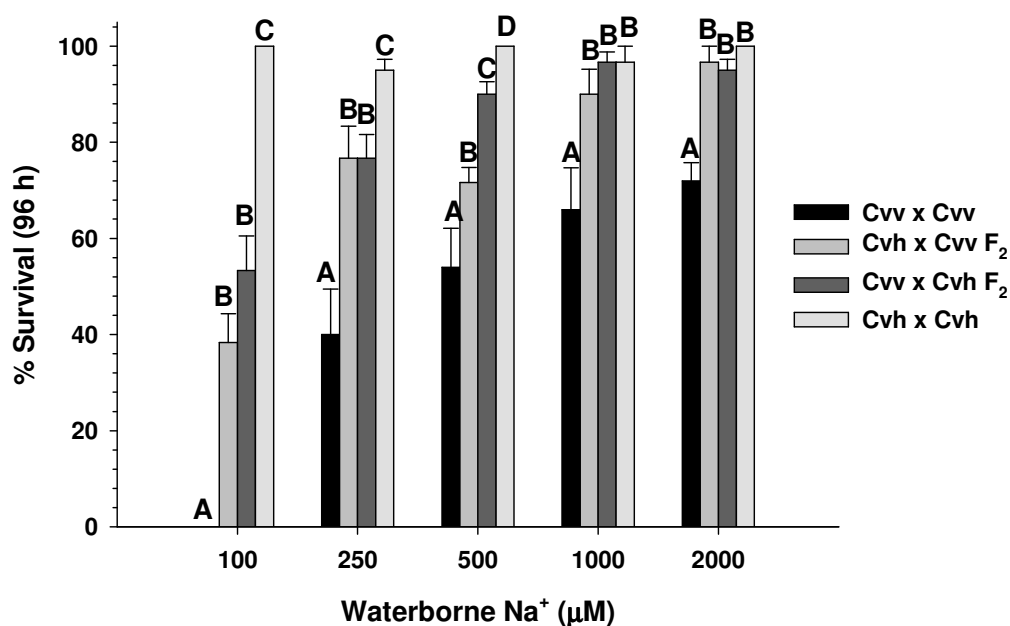 % Survival (96 h)
100
80
60
40
20
0
A B B C
A B B C
A B C D
A B B B
A B B B
100 250 500 1000 2000
Waterborne Na⁺ (μM)
Cvv x Cvv
Cvh x Cvv F₂
Cvv x Cvh F₂
Cvh x Cvh